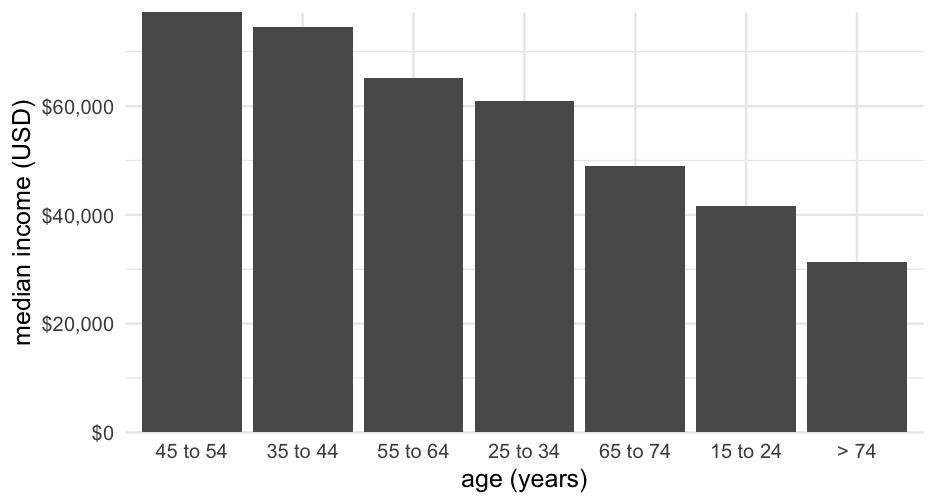 median income (USD)
$60,000
$40,000
$20,000
$0
45 to 54
35 to 44
55 to 64
25 to 34
65 to 74
15 to 24
> 74
age (years)